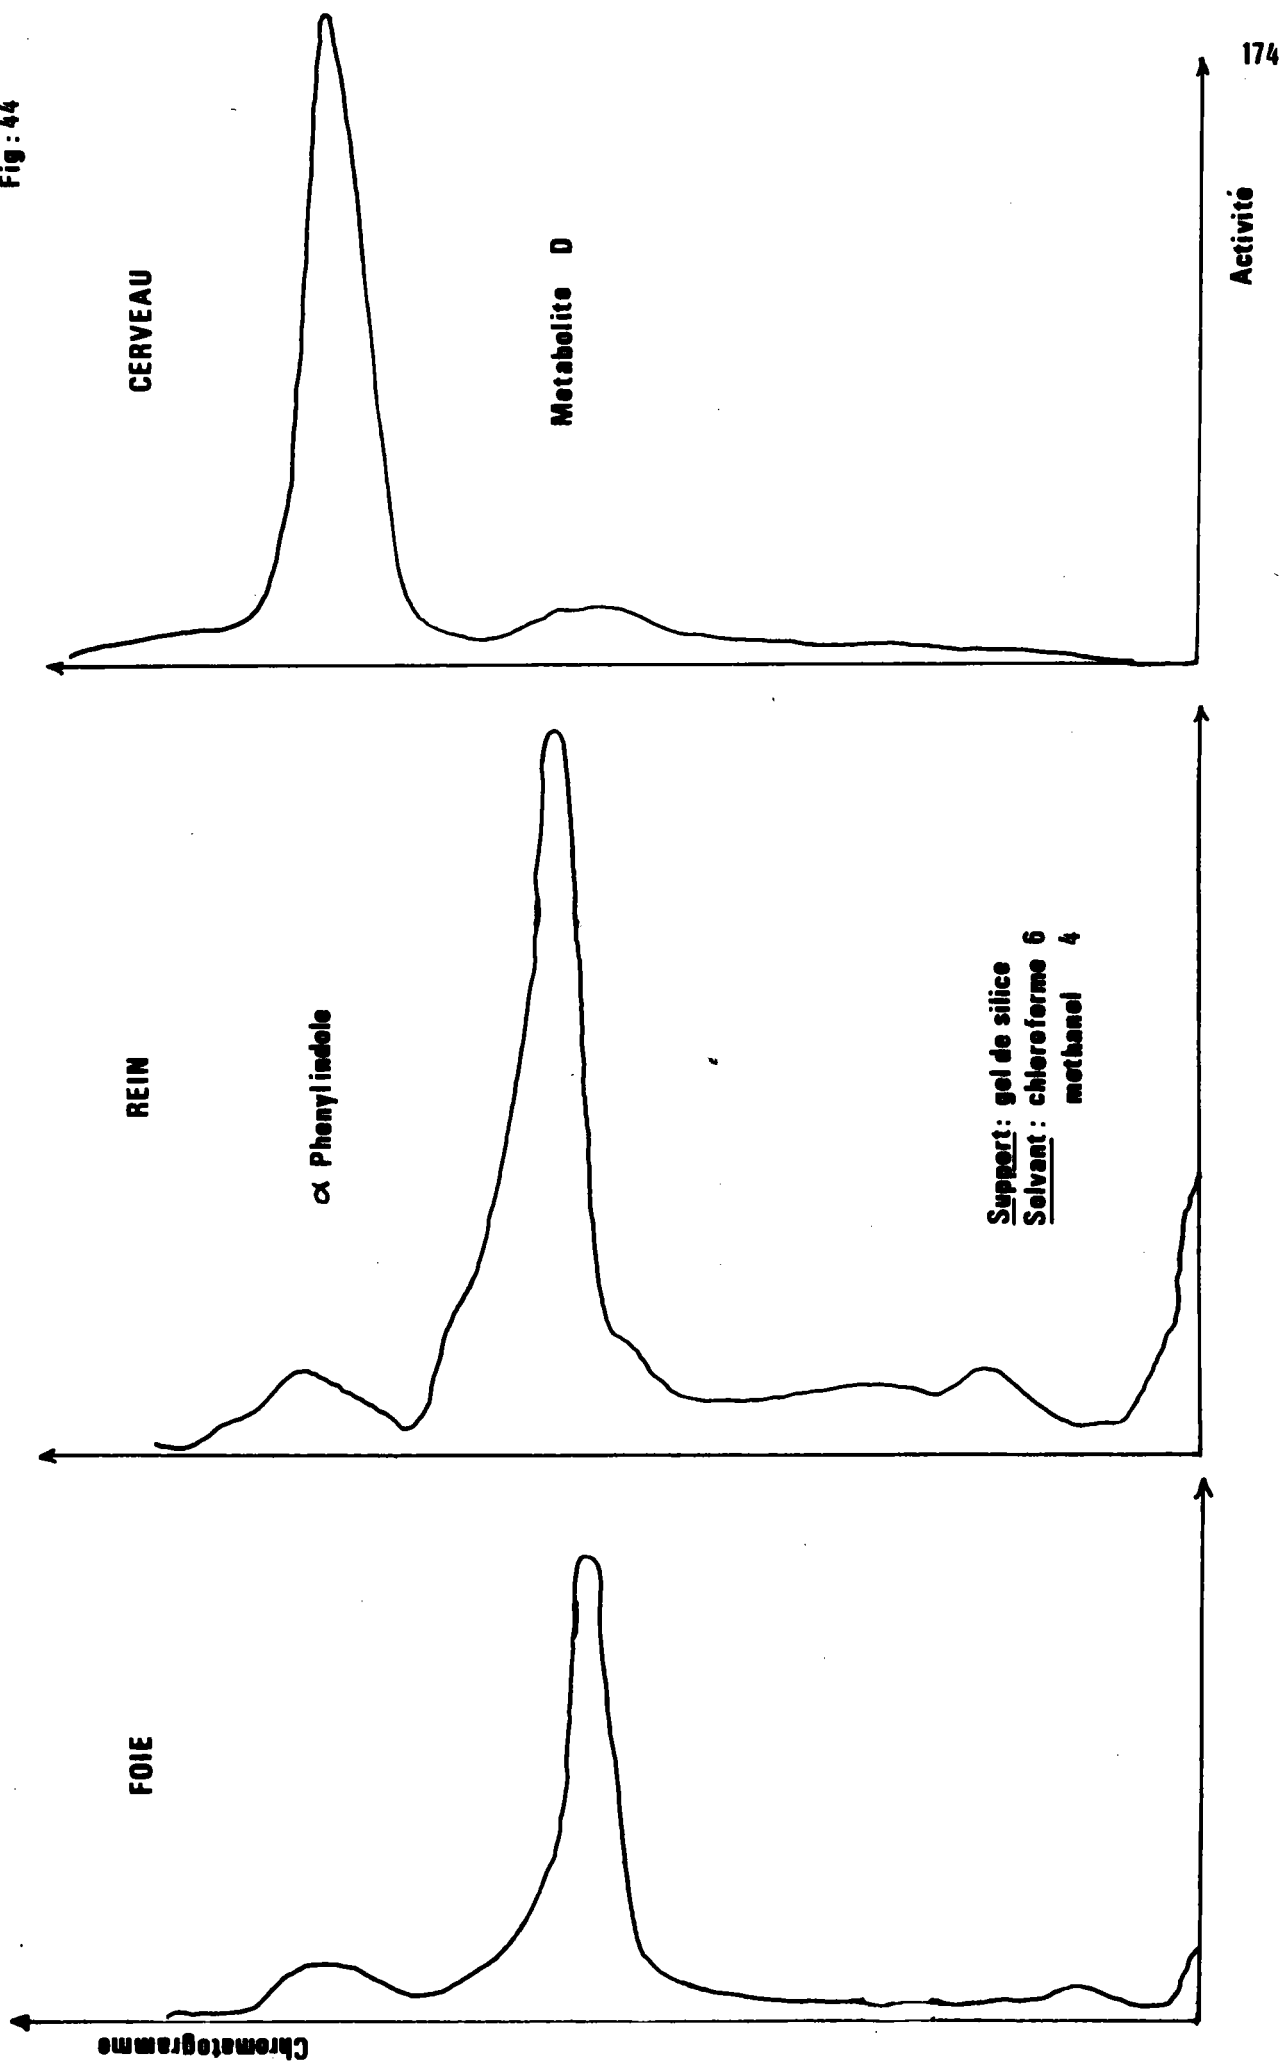 174
Fig : 44
CERVEAU
Metabolite D
Activité
REIN
α Phenylindole
Support: gel de silice
Solvant : chloroforme 6
methanol 4
FOIE
Chromatogramme